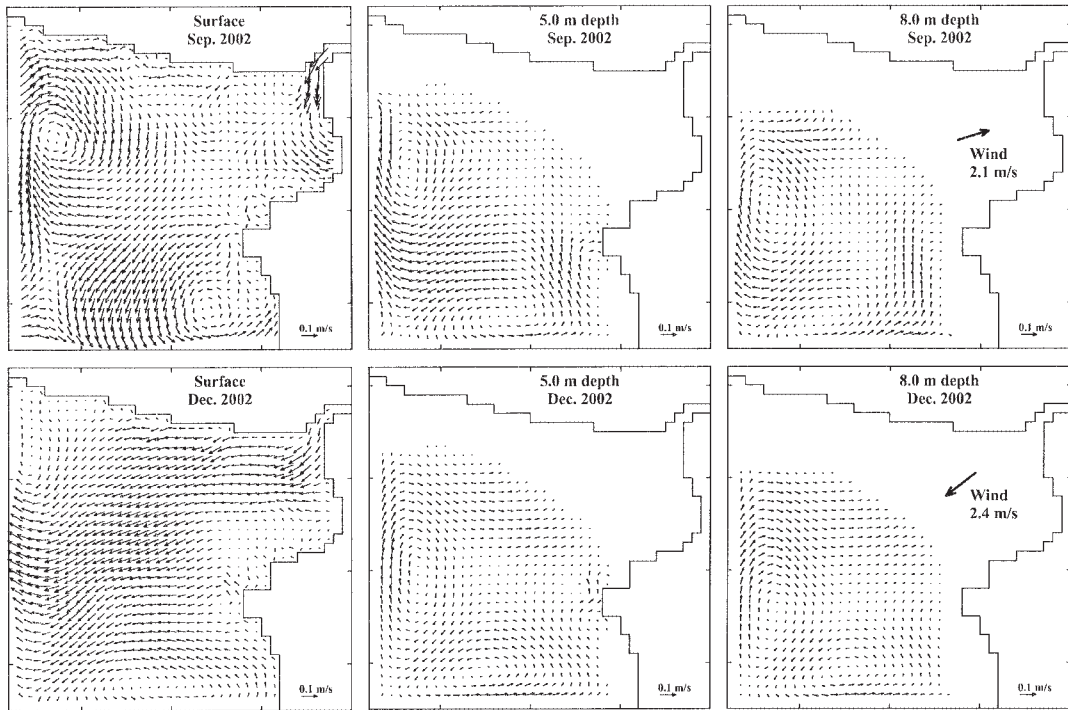 Surface
Sep. 2002
0.1 m/s
5.0 m depth
Sep. 2002
0.1 m/s
8.0 m depth
Sep. 2002
Wind
2.1 m/s
0.1 m/s
Surface
Dec. 2002
0.1 m/s
5.0 m depth
Dec. 2002
0.1 m/s
8.0 m depth
Dec. 2002
Wind
2.4 m/s
0.1 m/s